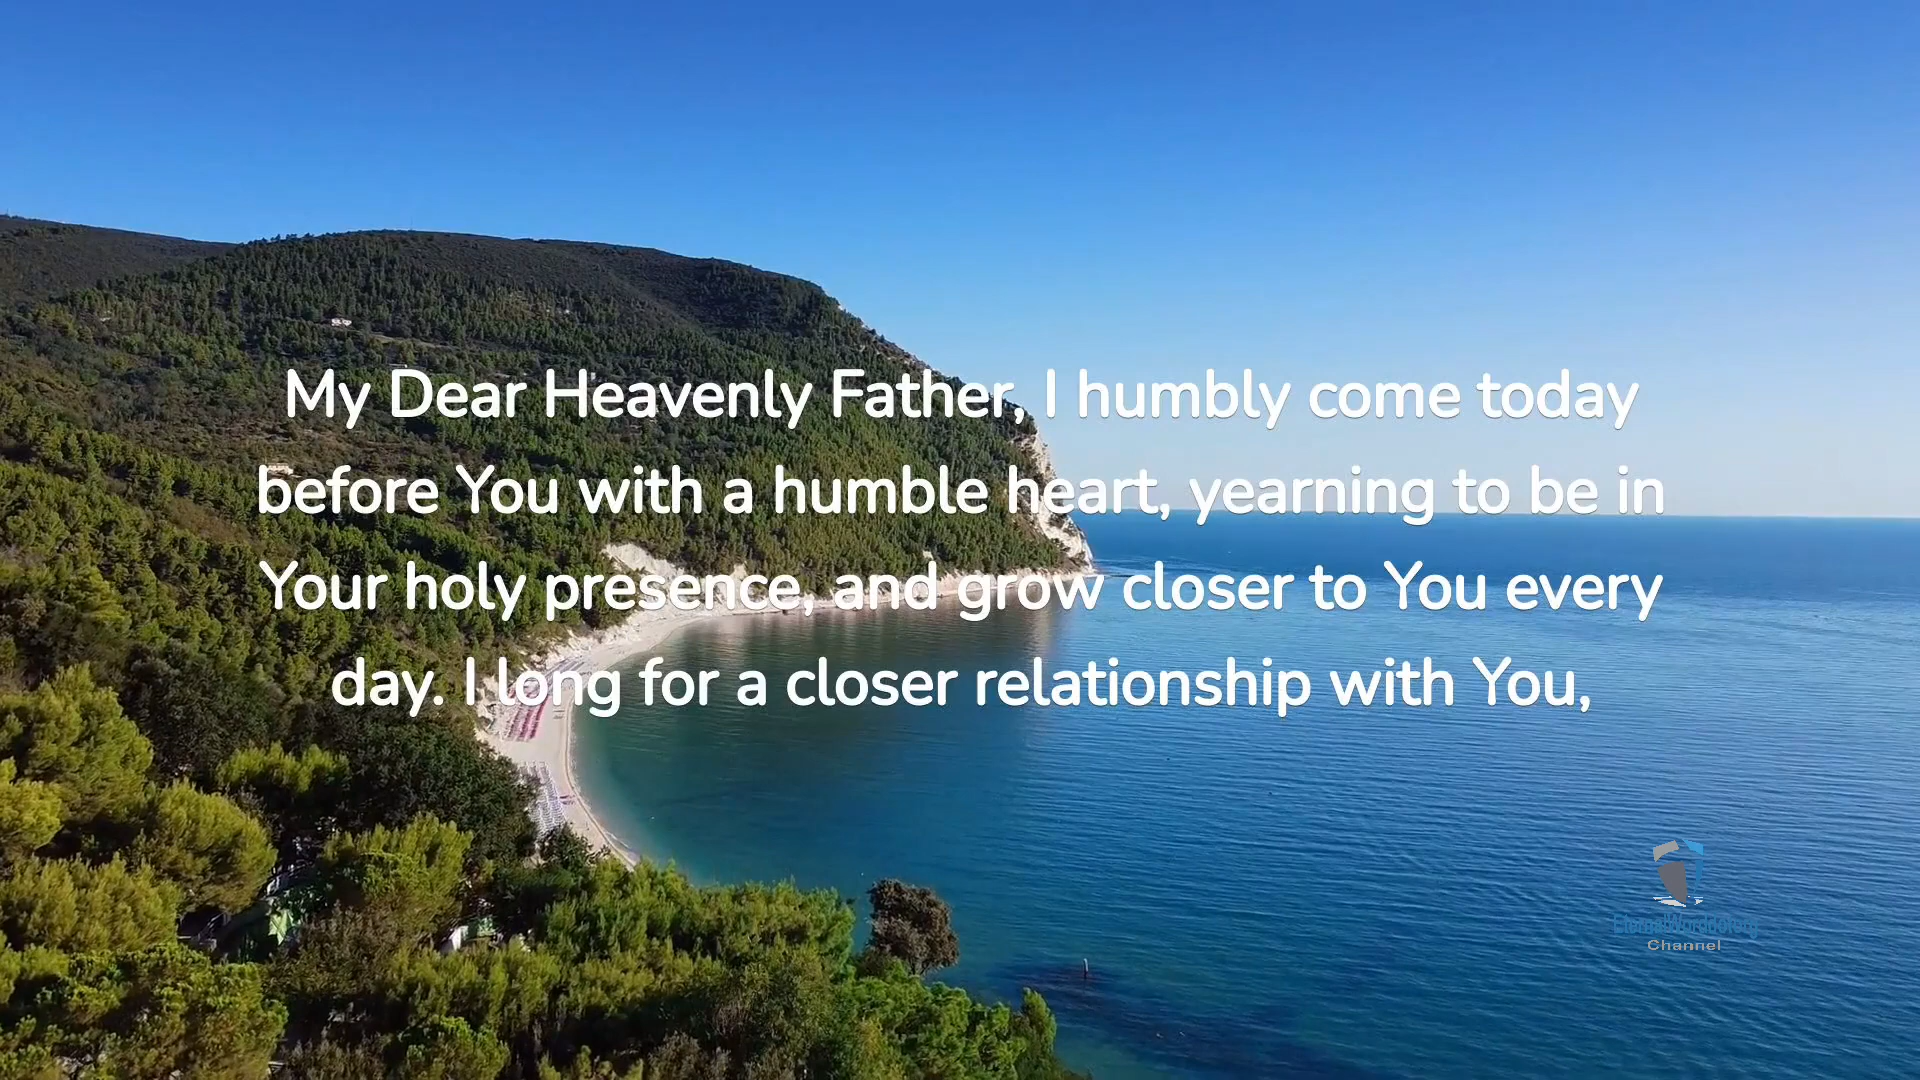 My Dear Heavenly Father, I humbly come today
before You with a humble heart, yearning to be in
Your holy presence, and grow closer to You every
day. I long for a closer relationship with You,
Channel